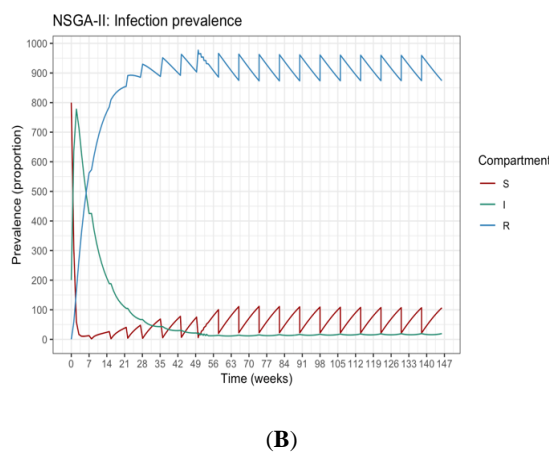 NSGA-II: Infection prevalence
1000
900
800
700
600
500
400
300
200
100
0
Prevalence (proportion)
0 7 14 21 28 35 42 49 56 63 70 77 84 91 98 105 112 119 126 133 140 147
Time (weeks)
Compartment
S
I
R
(B)